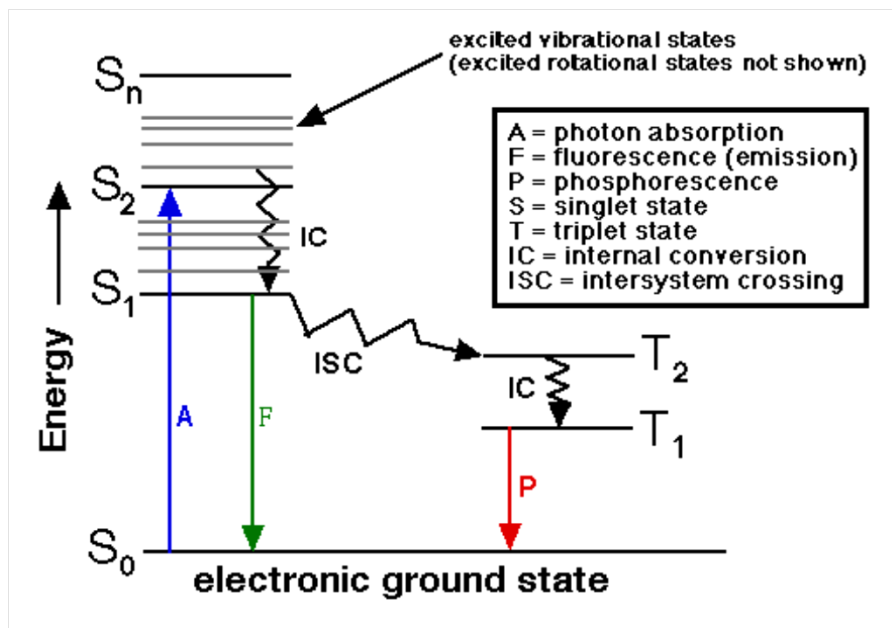 excited vibrational states
(excited rotational states not shown)
Sn
A = photon absorption
F = fluorescence (emission)
P = phosphorescence
S = singlet state
T = triplet state
IC = internal conversion
ISC = intersystem crossing
S2
IC
S1
Energy
ISC
T2
IC
T1
A
F
P
S0
electronic ground state